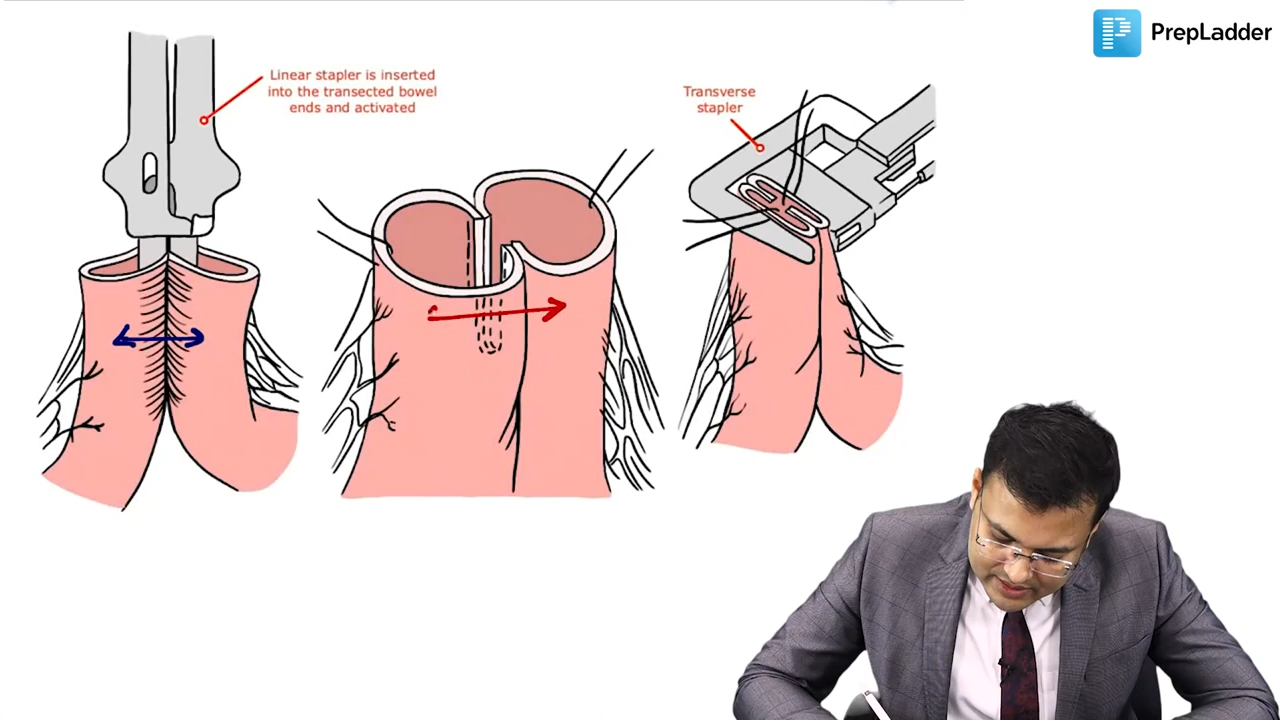 PrepLadder
Linear stapler is inserted
into the transected bowel
ends and activated
Transverse
stapler